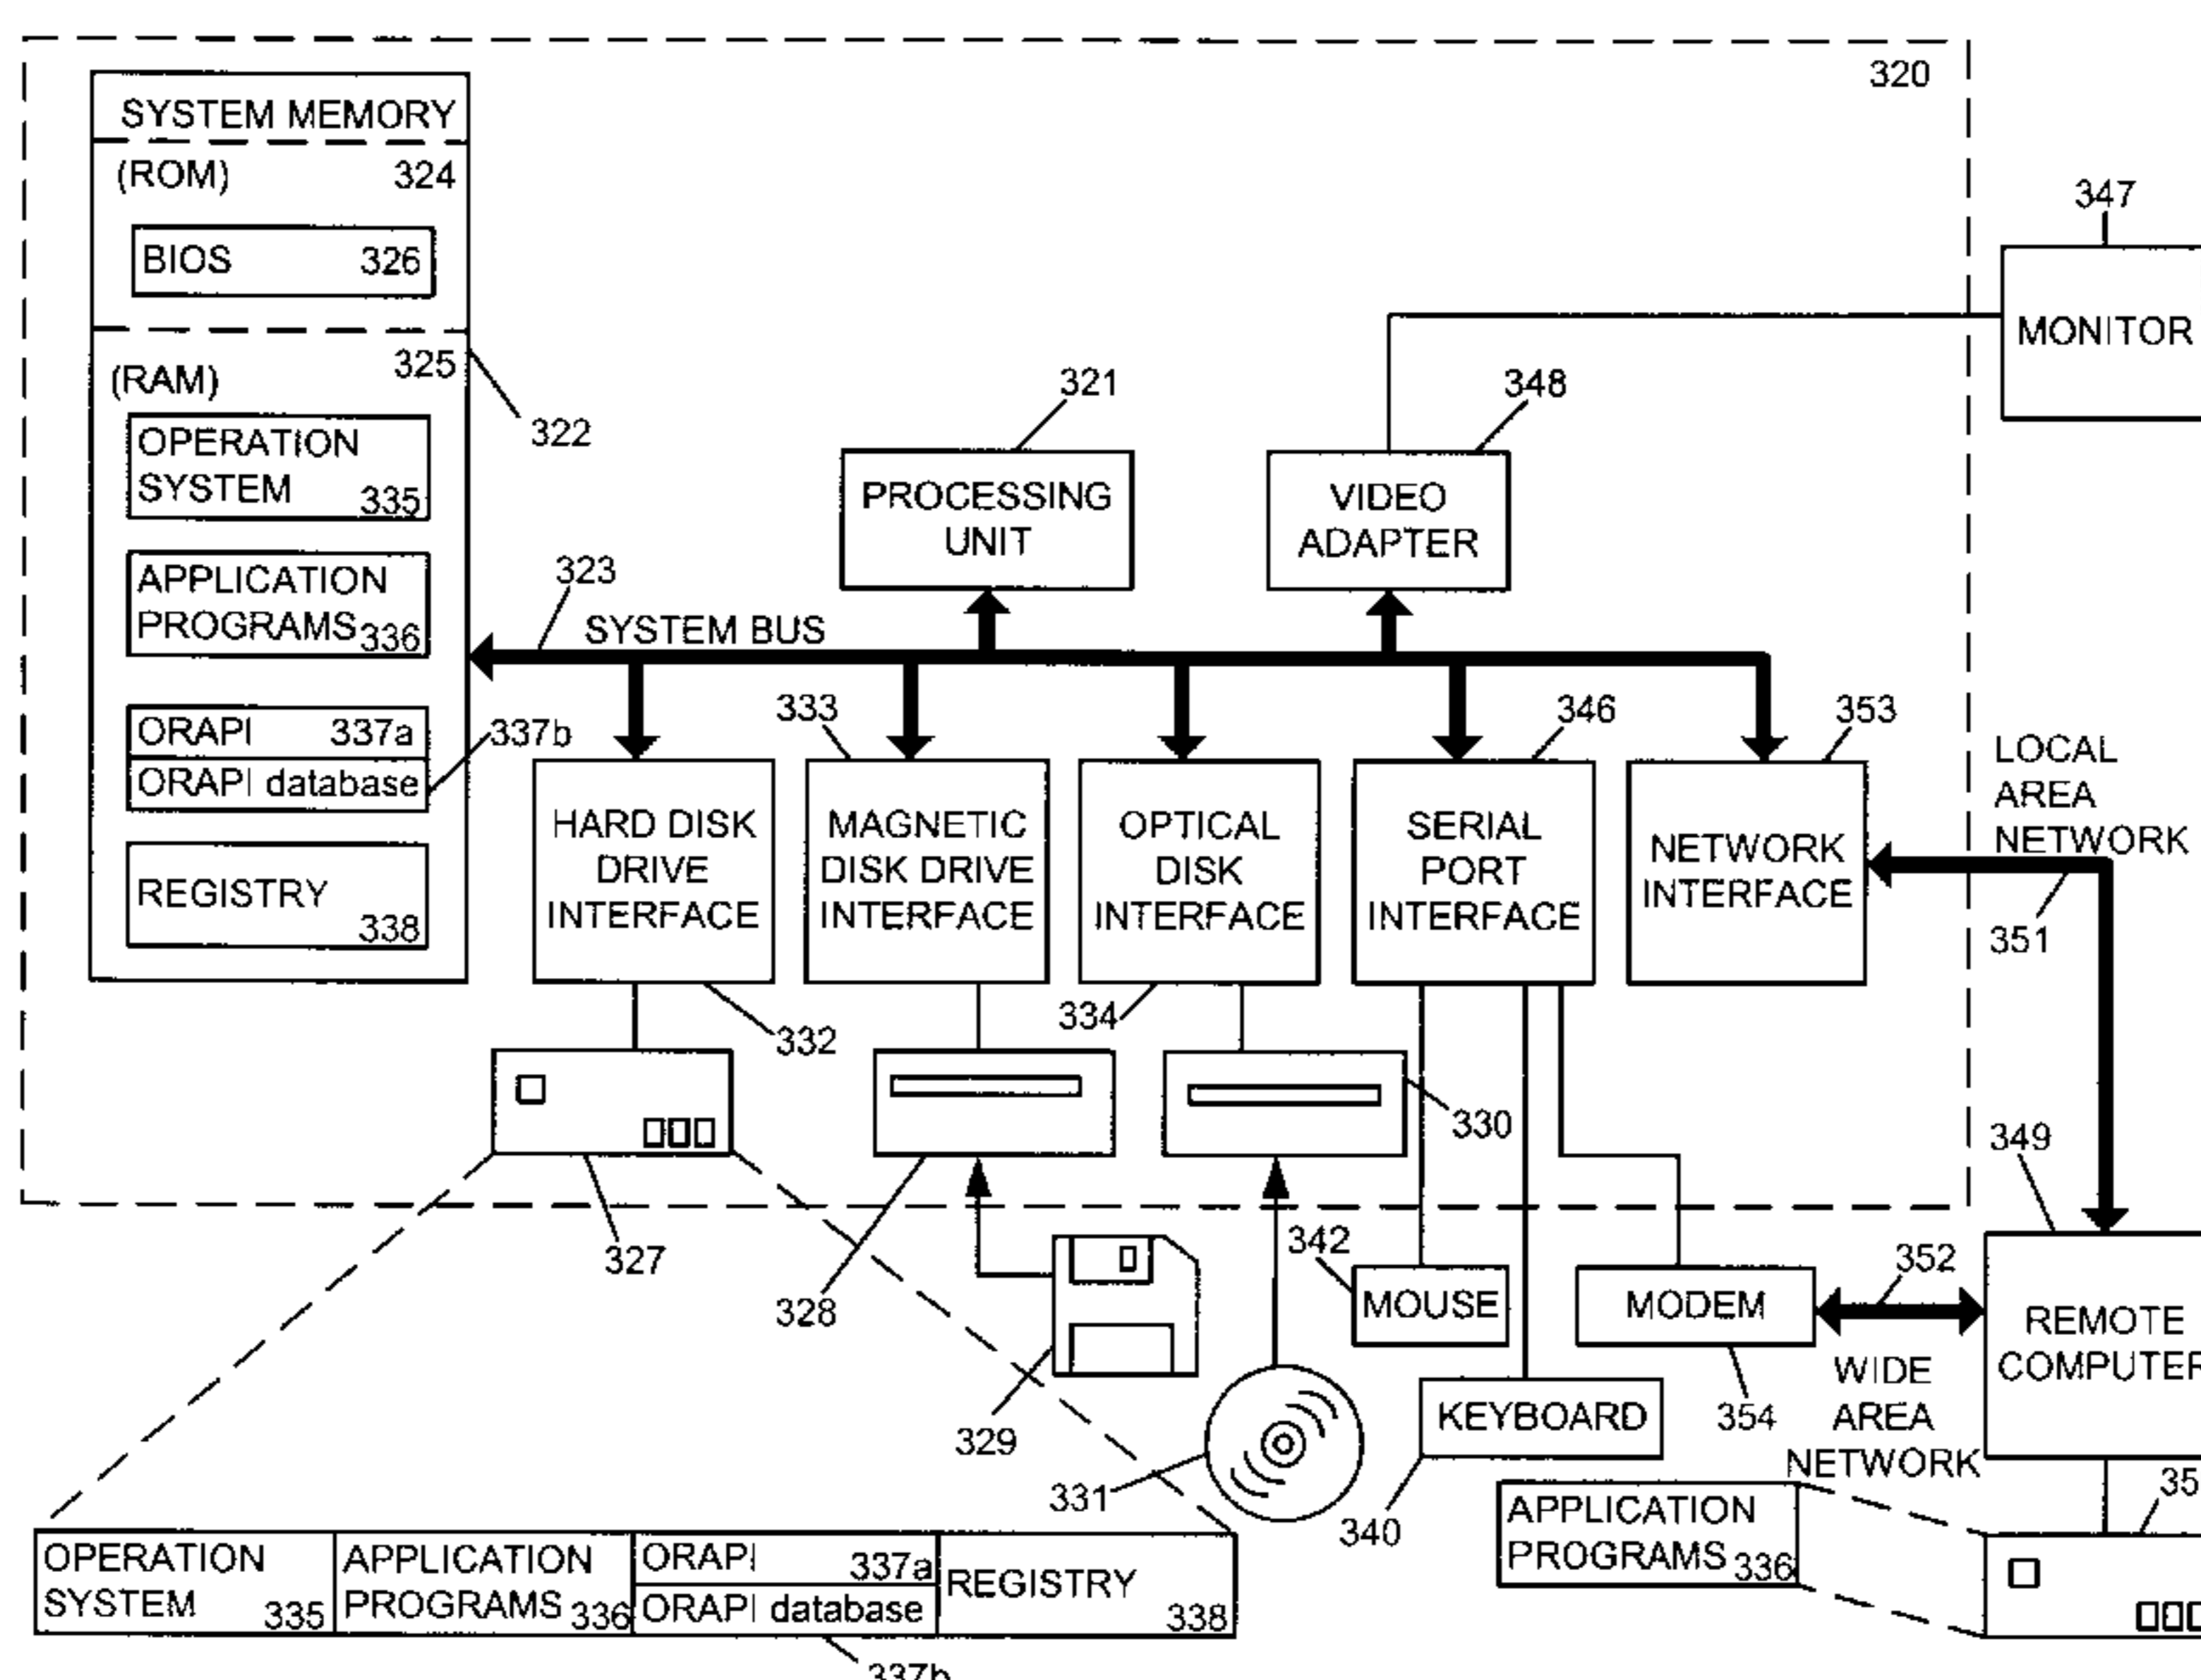 320
SYSTEM MEMORY
(ROM) 324
BIOS 326
(RAM) 325
322
OPERATION
SYSTEM 335
APPLICATION
PROGRAMS 336
ORAPI 337a
337b
ORAPI database
REGISTRY
338
347
MONITOR
321
PROCESSING
UNIT
348
VIDEO
ADAPTER
323
SYSTEM BUS
HARD DISK
DRIVE
INTERFACE
332
333
MAGNETIC
DISK DRIVE
INTERFACE
OPTICAL
DISK
INTERFACE
334
346
SERIAL
PORT
INTERFACE
353
NETWORK
INTERFACE
LOCAL
AREA
NETWORK
351
327
328
330
329
331
342
MOUSE
KEYBOARD
340
MODEM
354
352
WIDE
AREA
NETWORK
349
REMOTE
COMPUTER
35
APPLICATION
PROGRAMS 336
OPERATION
SYSTEM 335
APPLICATION
PROGRAMS 336
ORAPI 337a
ORAPI database
337b
REGISTRY
338